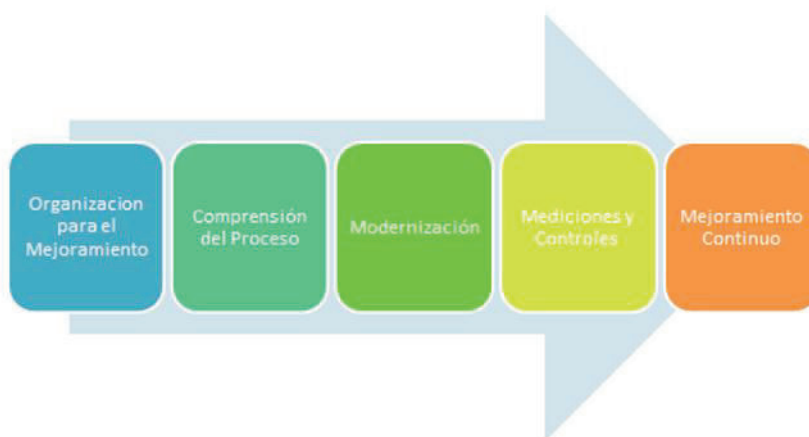 Organizacion
para el
Mejoramiento
Comprensión
del Proceso
Modernización
Mediciones y
Controles
Mejoramiento
Continuo